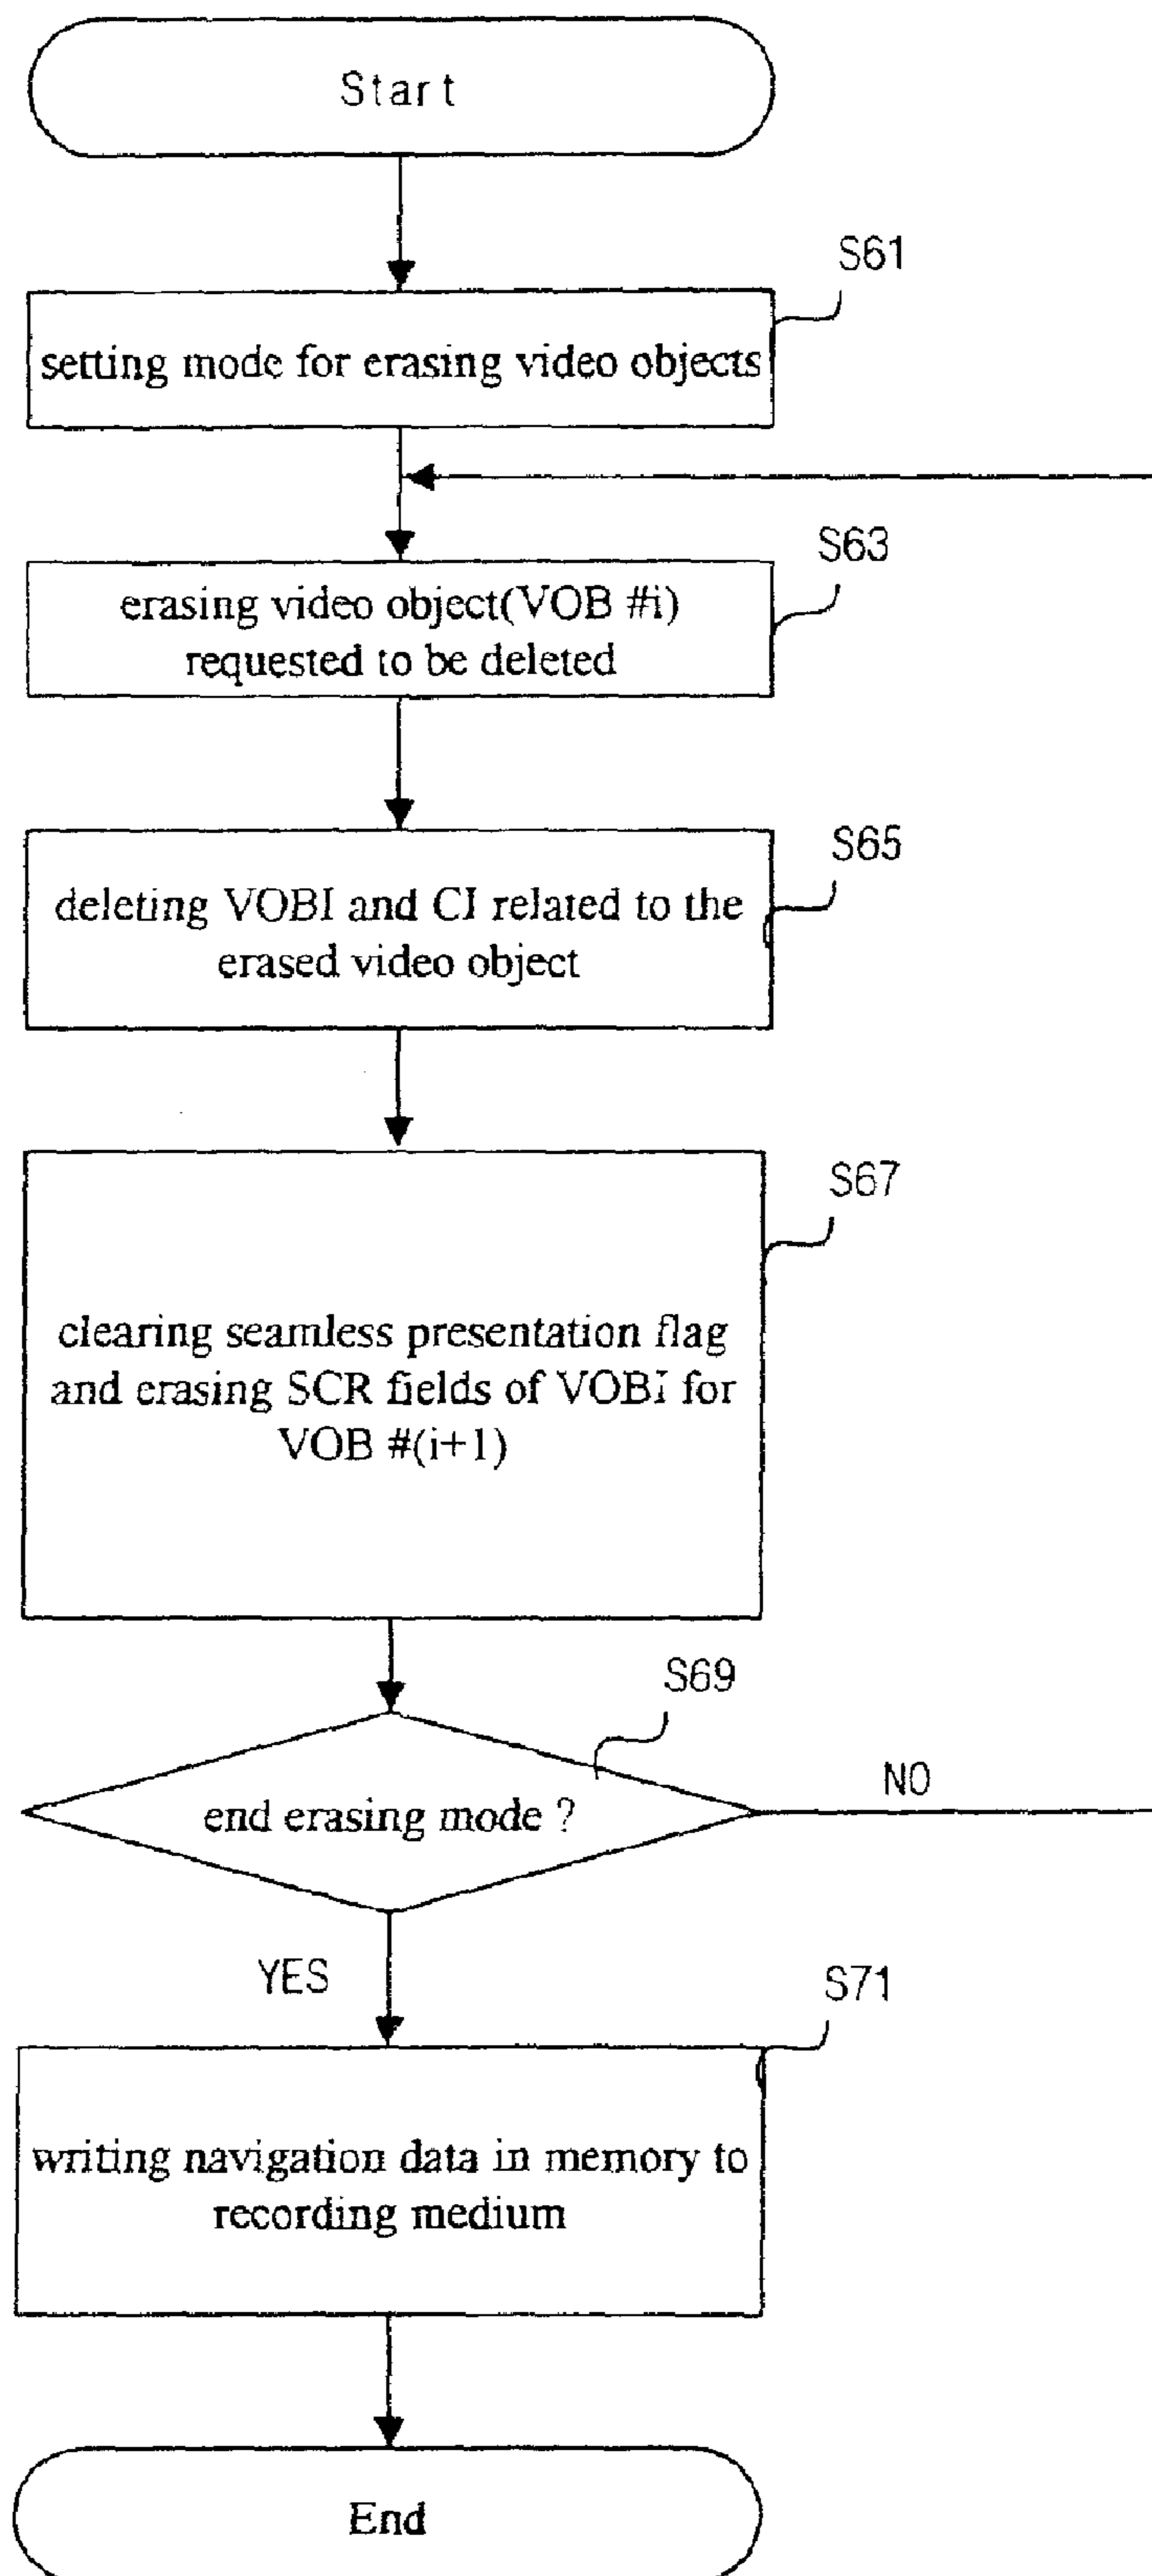 Start
S61
setting mode for erasing video objects
S63
erasing video object(VOB #i)
requested to be deleted
S65
deleting VOBI and CI related to the
erased video object
S67
clearing seamless presentation flag
and erasing SCR fields of VOBI for
VOB #(i+1)
S69
end erasing mode ?
NO
YES
S71
writing navigation data in memory to
recording medium
End